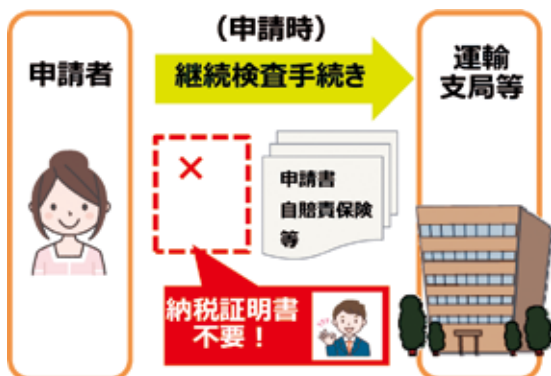 (申請時)
申請者
継続検査手続き
運輸
支局等
×
申請書
自賠責保険
等
納税証明書
不要！